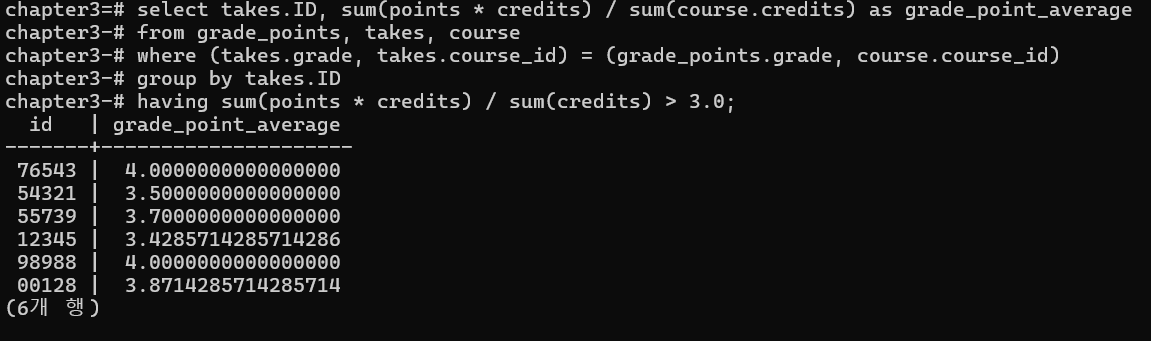 chapter3=# select takes.ID, sum(points * credits) / sum(course.credits) as grade_point_average
chapter3-# from grade_points, takes, course
chapter3-# where (takes.grade, takes.course_id) = (grade_points.grade, course.course_id)
chapter3-# group by takes.ID
chapter3-# having sum(points * credits) / sum(credits) > 3.0;
  id   | grade_point_average
-------+---------------------
 76543 |  4.0000000000000000
 54321 |  3.5000000000000000
 55739 |  3.7000000000000000
 12345 |  3.4285714285714286
 98988 |  4.0000000000000000
 00128 |  3.8714285714285714
(6개 행)